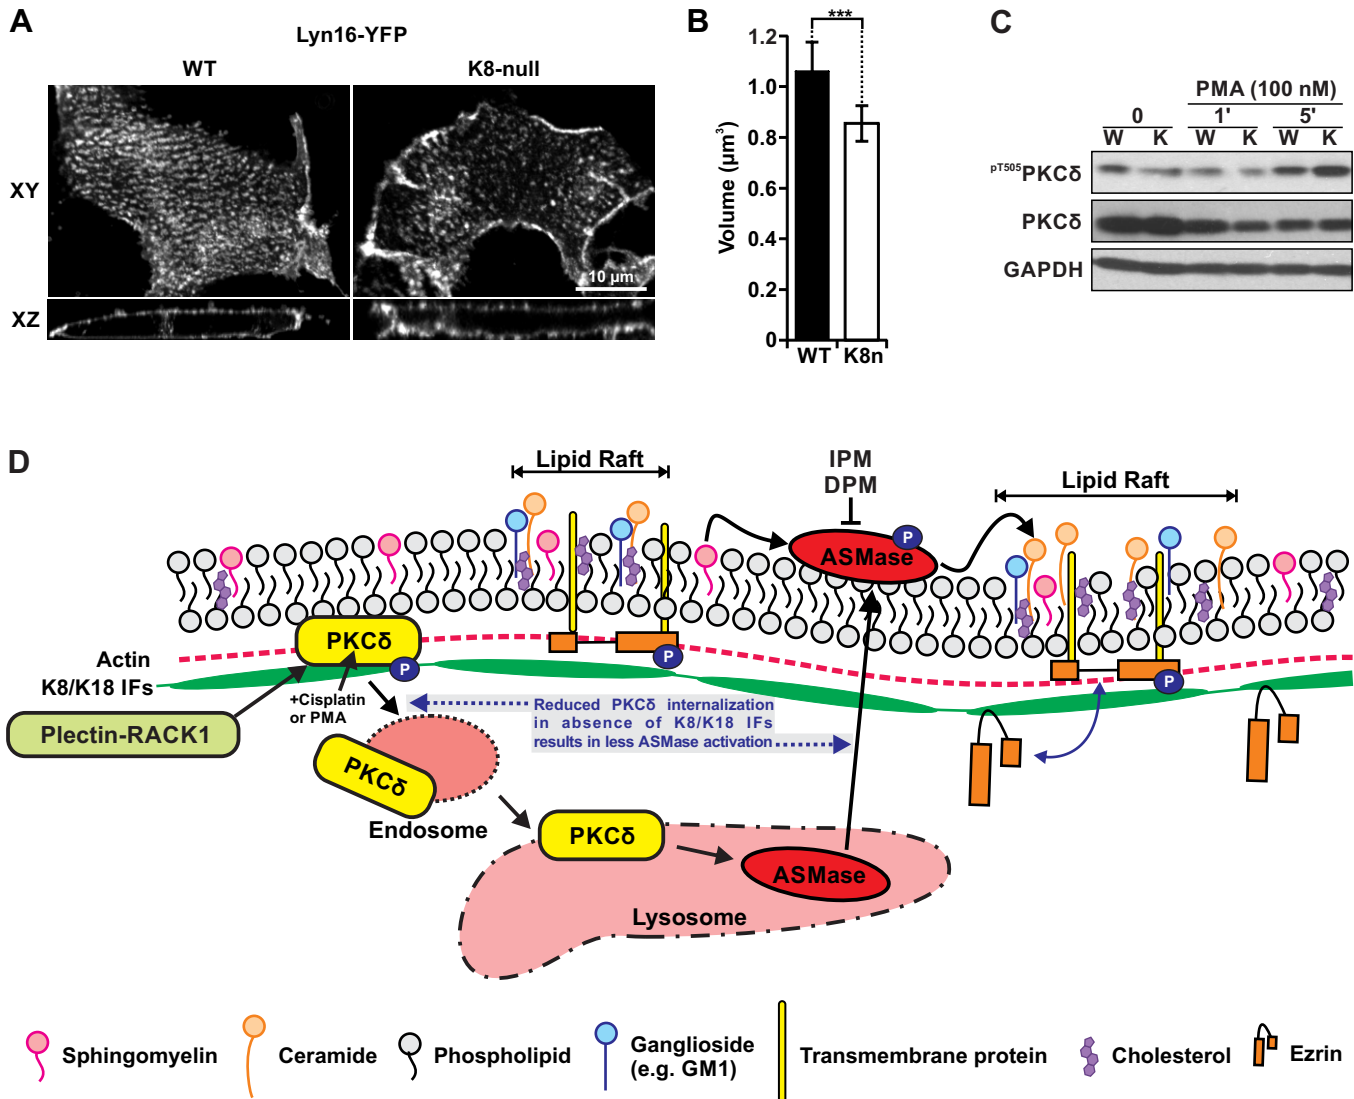 A
Lyn16-YFP
WT
K8-null
XY
10 µm
XZ
B
***
Volume (µm³)
1.2
1.0
0.8
0.6
0.4
0.2
0
WT
K8n
C
PMA (100 nM)
0
1'
5'
W K W K W K
pT505PKCδ
PKCδ
GAPDH
D
Lipid Raft
IPM
DPM
Lipid Raft
P
ASMase
PKCδ
P
P
P
Actin
K8/K18 IFs
+Cisplatin
or PMA
Plectin-RACK1
Reduced PKCδ internalization
in absence of K8/K18 IFs
results in less ASMase activation
PKCδ
Endosome
PKCδ
ASMase
Lysosome
Sphingomyelin
Ceramide
Phospholipid
Ganglioside
(e.g. GM1)
Transmembrane protein
Cholesterol
Ezrin